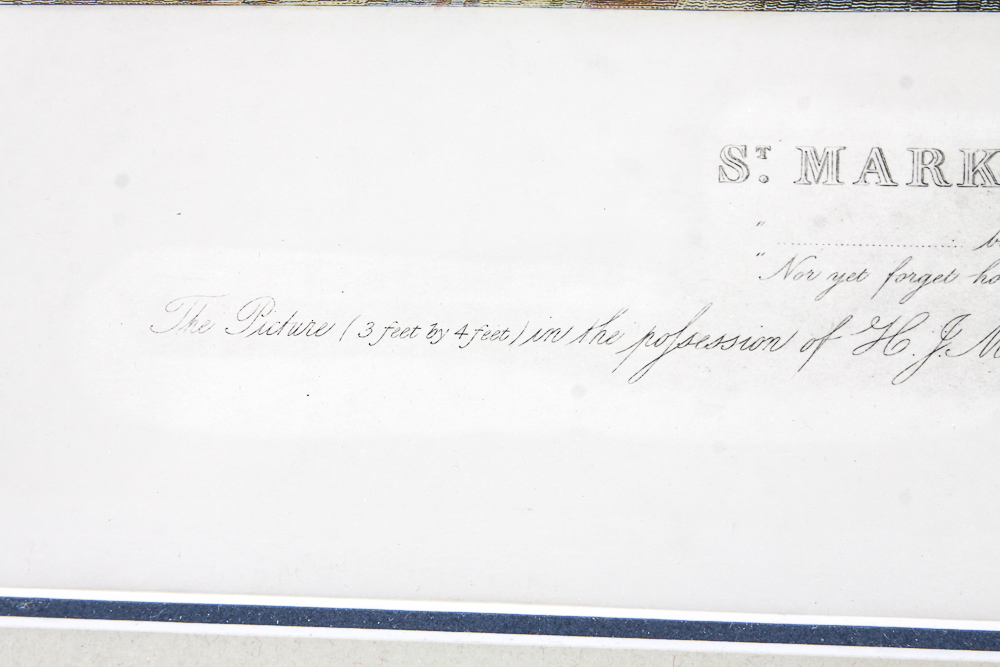 ST. MARK
" ....................
" Nor yet forget
The Picture (3 feet by 4 feet) in the poſsession of H. J.